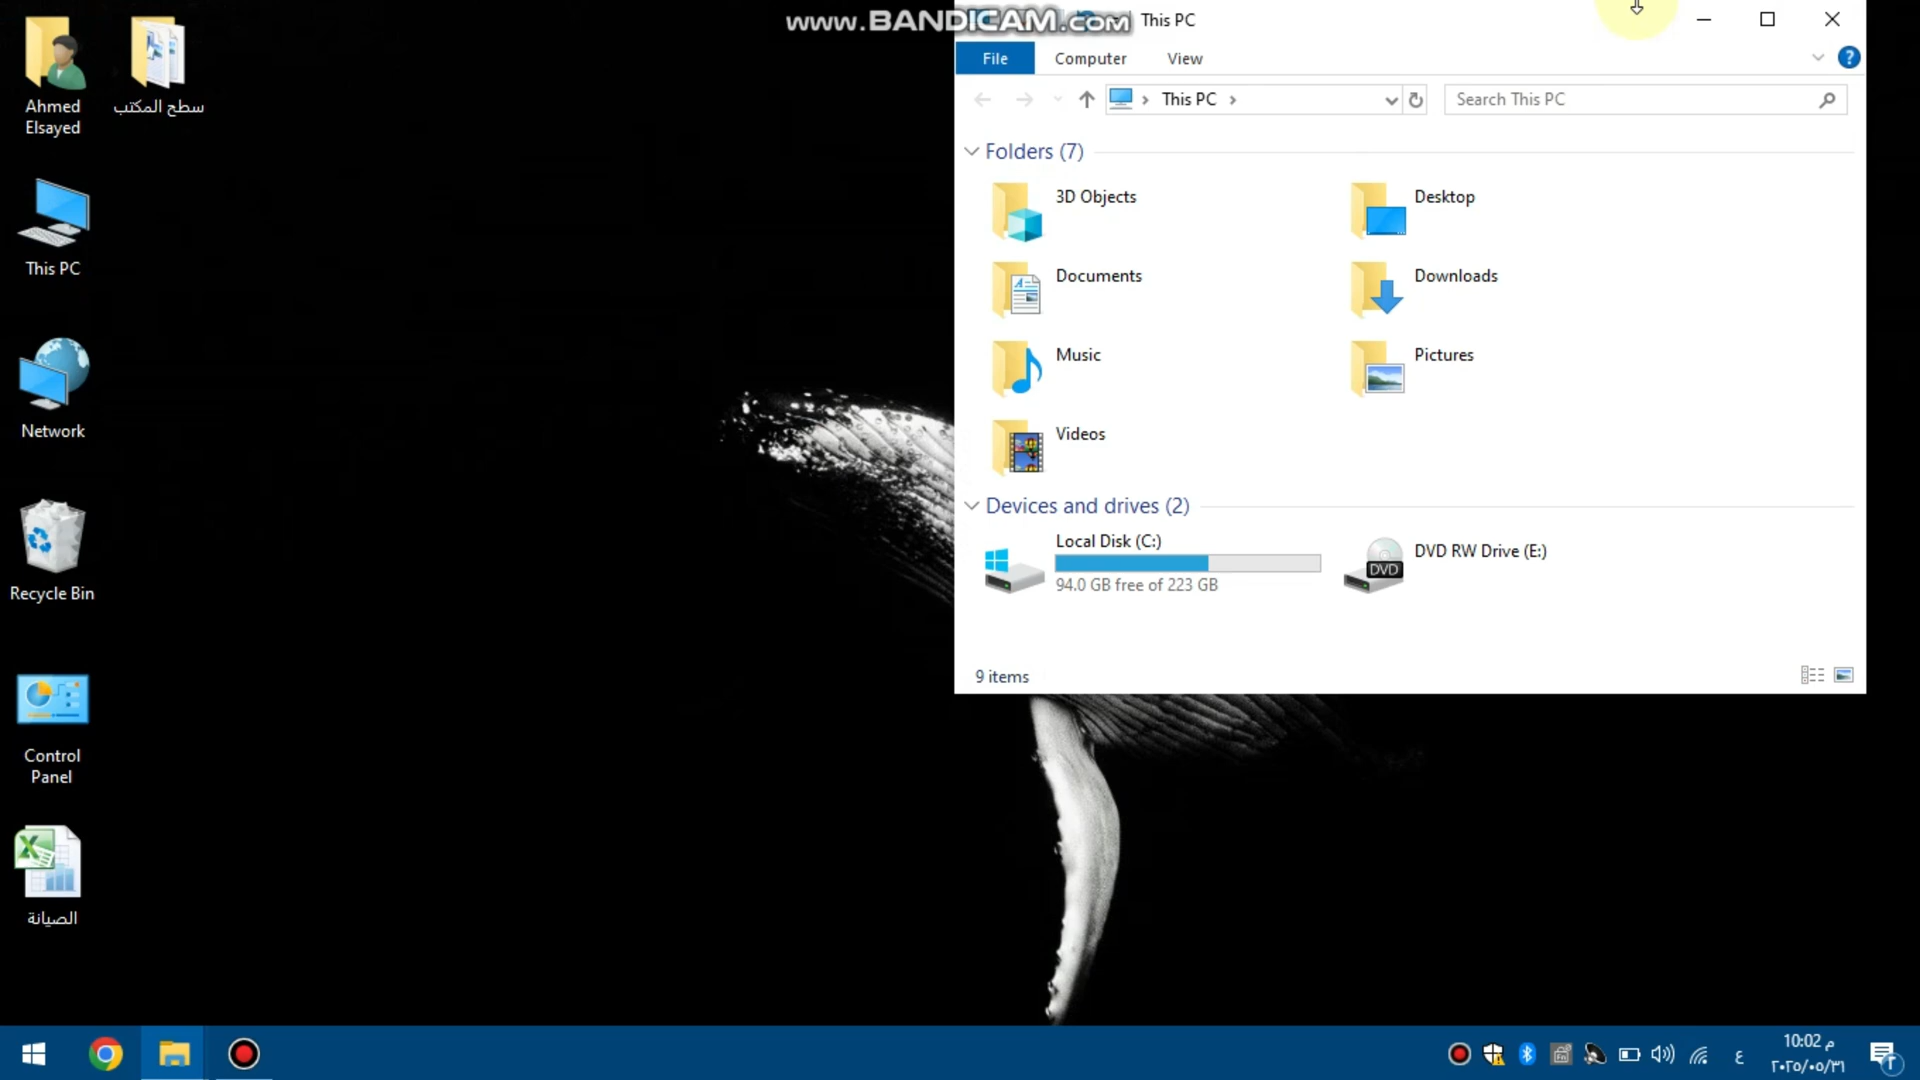 Ahmed
Elsayed
سطح المكتب
This PC
Network
Recycle Bin
Control
Panel
الصيانة
www.BANDICAM.com
This PC
File
Computer
View
This PC
Search This PC
Folders (7)
3D Objects
Desktop
Documents
Downloads
Music
Pictures
Videos
Devices and drives (2)
Local Disk (C:)
94.0 GB free of 223 GB
DVD
DVD RW Drive (E:)
9 items
ع
10:02 م
٢٠٢٥/٠٥/٣١
٢